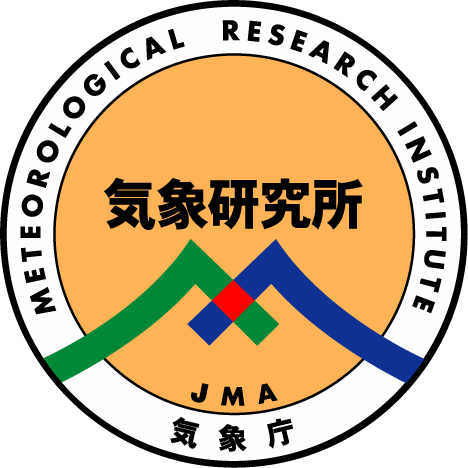 METEOROLOGICAL RESEARCH INSTITUTE
気象研究所
JMA
気象庁